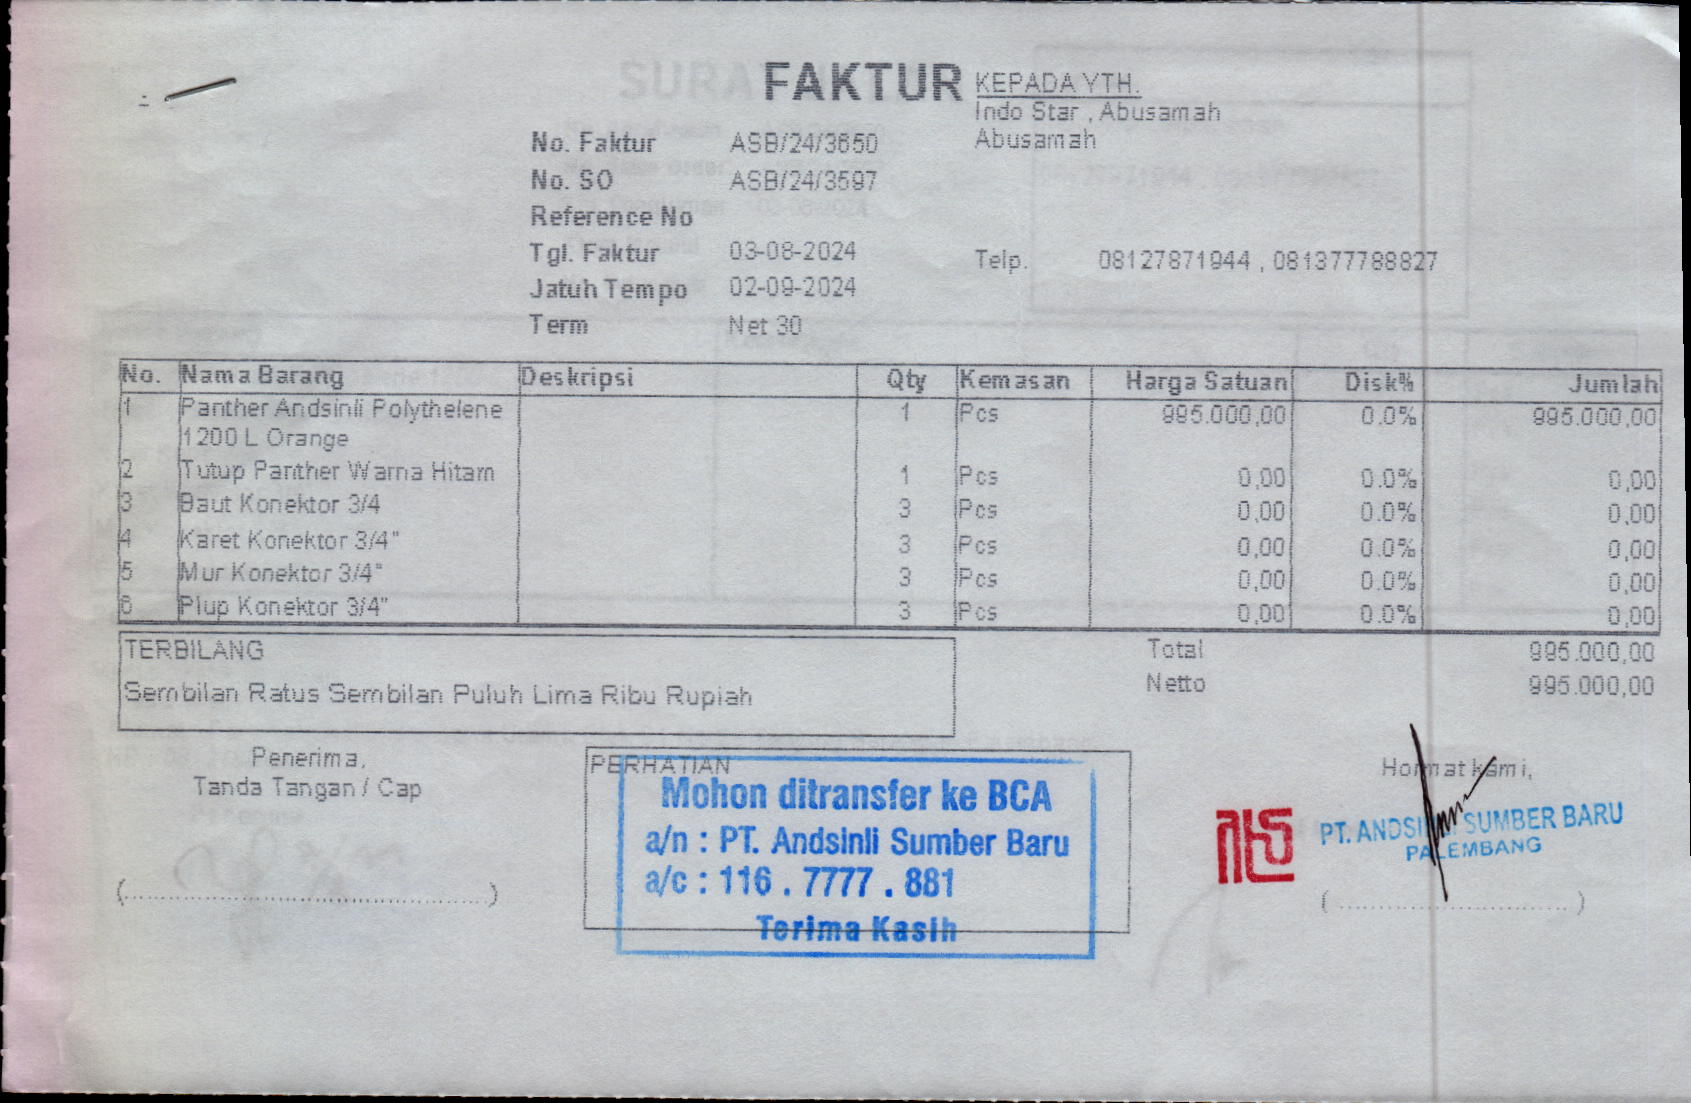 FAKTUR
KEPADA YTH.
Indo Star , Abusamah
Abusamah
No. Faktur ASB/24/3650
No. SO ASB/24/3597
Reference No
Tgl. Faktur 03-08-2024
Telp. 08127871944 , 081377788827
Jatuh Tempo 02-09-2024
Term Net 30
No. Nama Barang Deskripsi Qty Kemasan Harga Satuan Disk% Jumlah
1 Panther Andsinli Polythelene 1 Pcs 995.000,00 0.0% 995.000,00
1200 L Orange
2 Tutup Panther Warna Hitam 1 Pcs 0,00 0.0% 0,00
3 Baut Konektor 3/4 3 Pcs 0,00 0.0% 0,00
4 Karet Konektor 3/4" 3 Pcs 0,00 0.0% 0,00
5 Mur Konektor 3/4" 3 Pcs 0,00 0.0% 0,00
6 Plup Konektor 3/4" 3 Pcs 0,00 0.0% 0,00
TERBILANG
Sembilan Ratus Sembilan Puluh Lima Ribu Rupiah
Total 995.000,00
Netto 995.000,00
Penerima,
Tanda Tangan / Cap
(...........................................)
PERHATIAN
Mohon ditransfer ke BCA
a/n : PT. Andsinli Sumber Baru
a/c : 116 . 7777 . 881
Terima Kasih
Hormat kami,
PT. ANDSINLI SUMBER BARU
PALEMBANG
( .............................. )